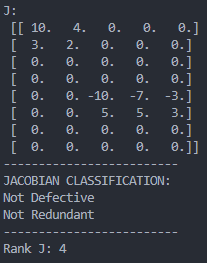 J:
[[ 10.   4.   0.   0.   0.]
[  3.   2.   0.   0.   0.]
[  0.   0.   0.   0.   0.]
[  0.   0.   0.   0.   0.]
[  0.   0. -10.  -7.  -3.]
[  0.   0.   5.   5.   3.]
[  0.   0.   0.   0.   0.]
[  0.   0.   0.   0.   0.]]
--------------------------
JACOBIAN CLASSIFICATION:
Not Defective
Not Redundant
--------------------------
Rank J: 4